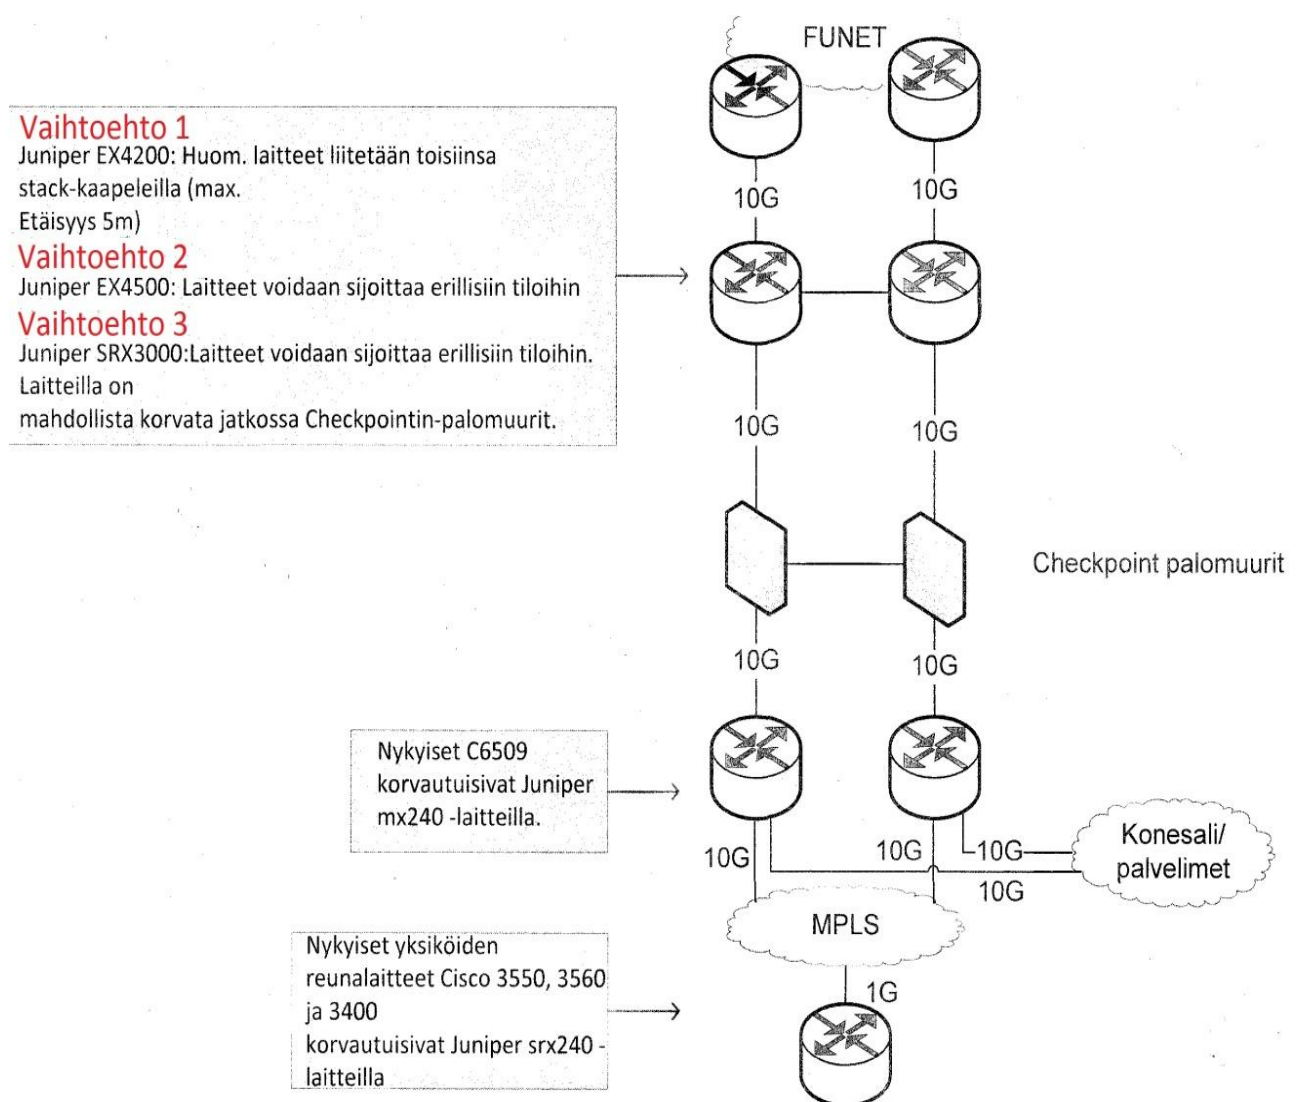 FUNET
Vaihtoehto 1
Juniper EX4200: Huom. laitteet liitetään toisiinsa
stack-kaapeleilla (max.
Etäisyys 5m)
Vaihtoehto 2
Juniper EX4500: Laitteet voidaan sijoittaa erillisiin tiloihin
Vaihtoehto 3
Juniper SRX3000:Laitteet voidaan sijoittaa erillisiin tiloihin.
Laitteilla on
mahdollista korvata jatkossa Checkpointin-palomuurit.
10G
10G
10G
10G
Checkpoint palomuurit
10G
10G
Nykyiset C6509
korvautuisivat Juniper
mx240 -laitteilla.
10G
10G
10G
10G
Konesali/
palvelimet
MPLS
Nykyiset yksiköiden
reunalaitteet Cisco 3550, 3560
ja 3400
korvautuisivat Juniper srx240 -
laitteilla
1G